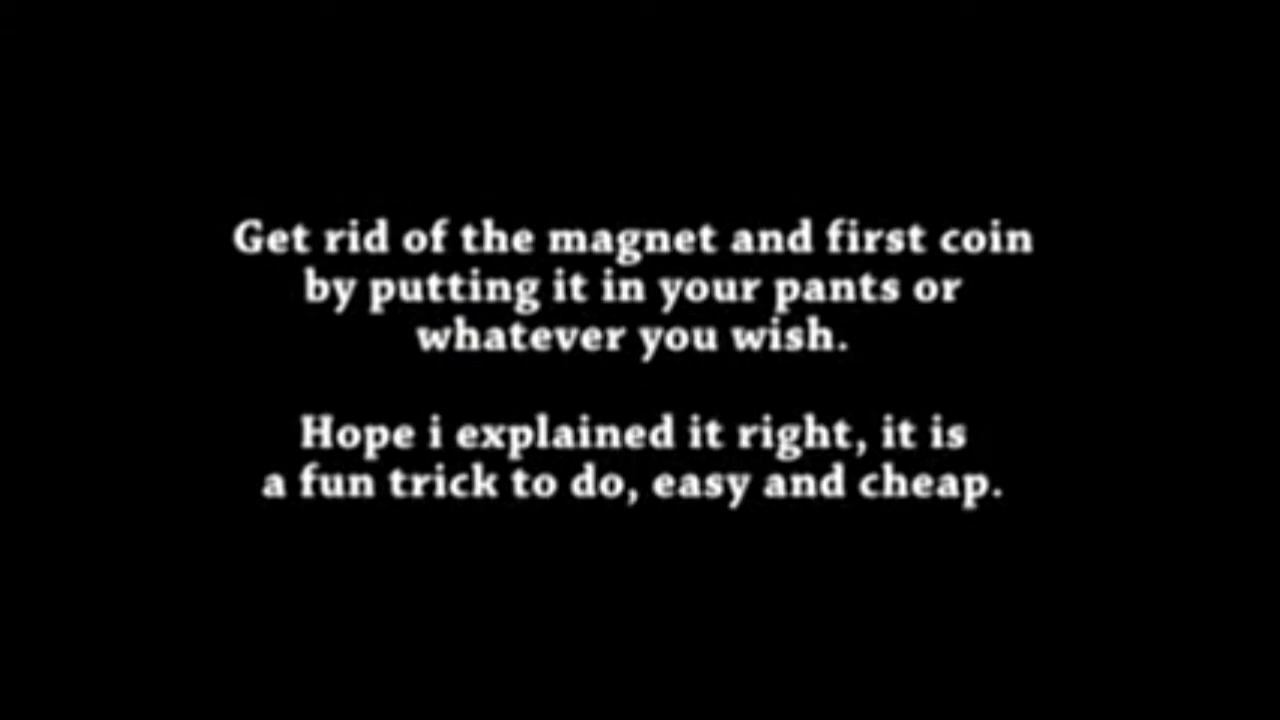 Get rid of the magnet and first coin
by putting it in your pants or
whatever you wish.
Hope i explained it right, it is
a fun trick to do, easy and cheap.